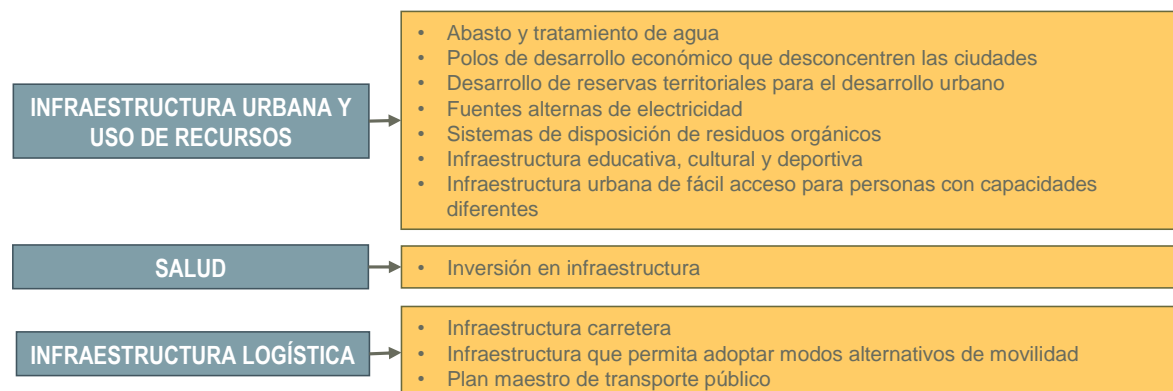 INFRAESTRUCTURA URBANA Y
USO DE RECURSOS
• Abasto y tratamiento de agua
• Polos de desarrollo económico que desconcentren las ciudades
• Desarrollo de reservas territoriales para el desarrollo urbano
• Fuentes alternas de electricidad
• Sistemas de disposición de residuos orgánicos
• Infraestructura educativa, cultural y deportiva
• Infraestructura urbana de fácil acceso para personas con capacidades
diferentes
SALUD
• Inversión en infraestructura
INFRAESTRUCTURA LOGÍSTICA
• Infraestructura carretera
• Infraestructura que permita adoptar modos alternativos de movilidad
• Plan maestro de transporte público